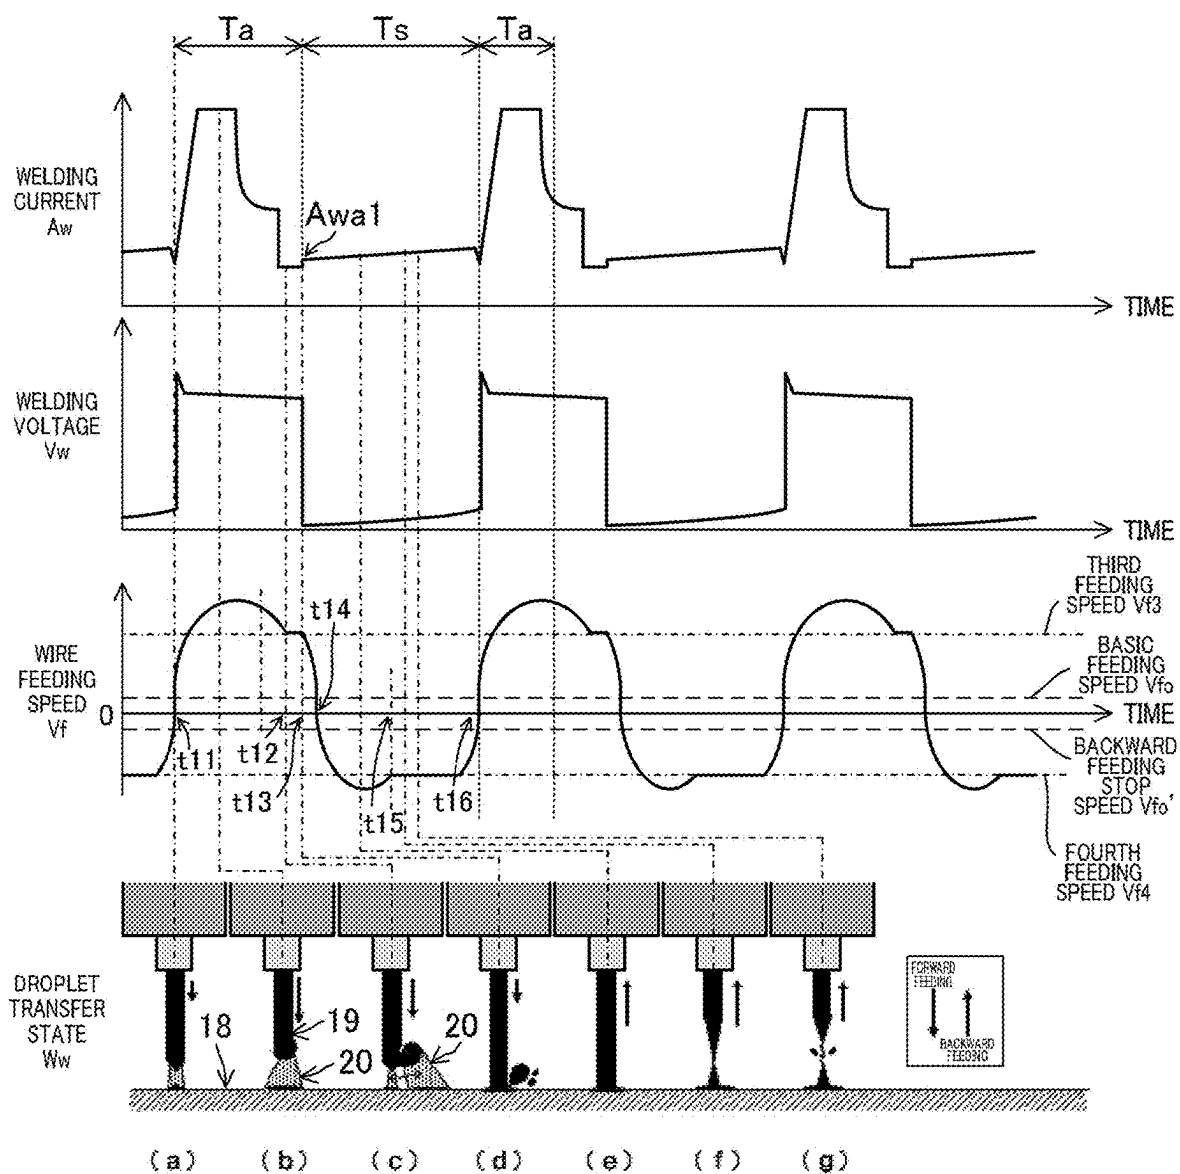 Ta Ts Ta
WELDING
CURRENT
Aw
Awa1
TIME
WELDING
VOLTAGE
Vw
TIME
THIRD
FEEDING
SPEED Vf3
t14
WIRE
FEEDING
SPEED
Vf
BASIC
FEEDING
SPEED Vfo
0
TIME
t11 t12
t13 t15 t16
BACKWARD
FEEDING
STOP
SPEED Vfo'
FOURTH
FEEDING
SPEED Vf4
DROPLET
TRANSFER
STATE
Ww
18 19 20
20
FORWARD
FEEDING
BACKWARD
FEEDING
(a) (b) (c) (d) (e) (f) (g)